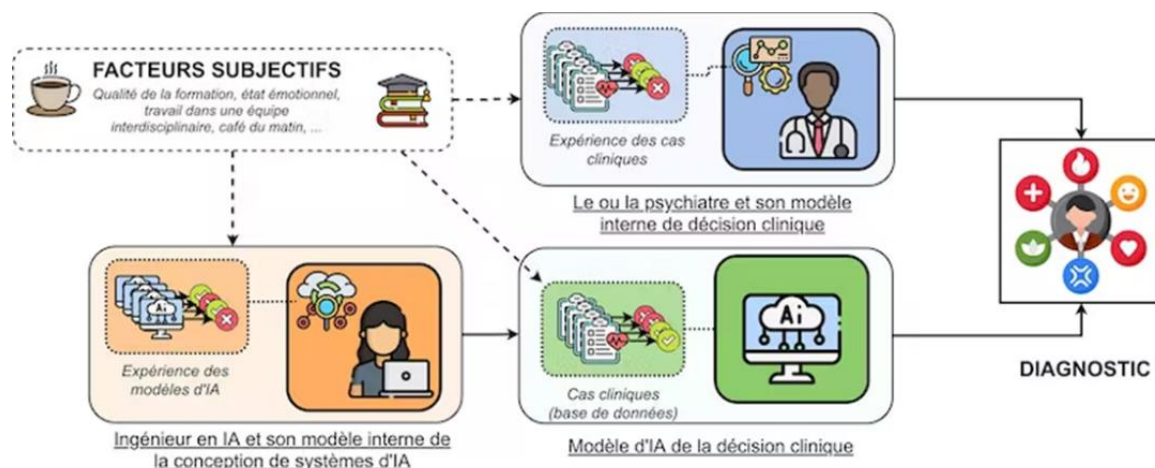 FACTEURS SUBJECTIFS
Qualité de la formation, état émotionnel,
travail dans une équipe
interdisciplinaire, café du matin, ...
Expérience des cas
cliniques
Le ou la psychiatre et son modèle
interne de décision clinique
Expérience des
modèles d'IA
Ai
Ingénieur en IA et son modèle interne de
la conception de systèmes d'IA
Cas cliniques
(base de données)
Ai
Modèle d'IA de la décision clinique
DIAGNOSTIC